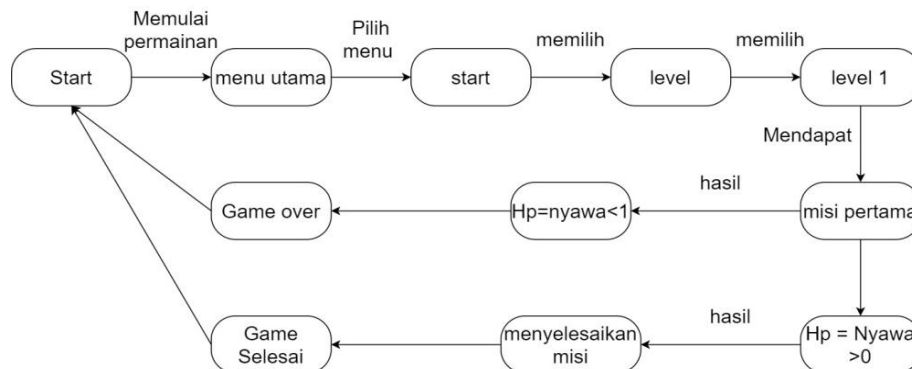 Memulai
permainan
Pilih
menu
memilih
memilih
Start
menu utama
start
level
level 1
Mendapat
hasil
Game over
Hp=nyawa<1
misi pertama
hasil
Game
Selesai
menyelesaikan
misi
Hp = Nyawa
>0